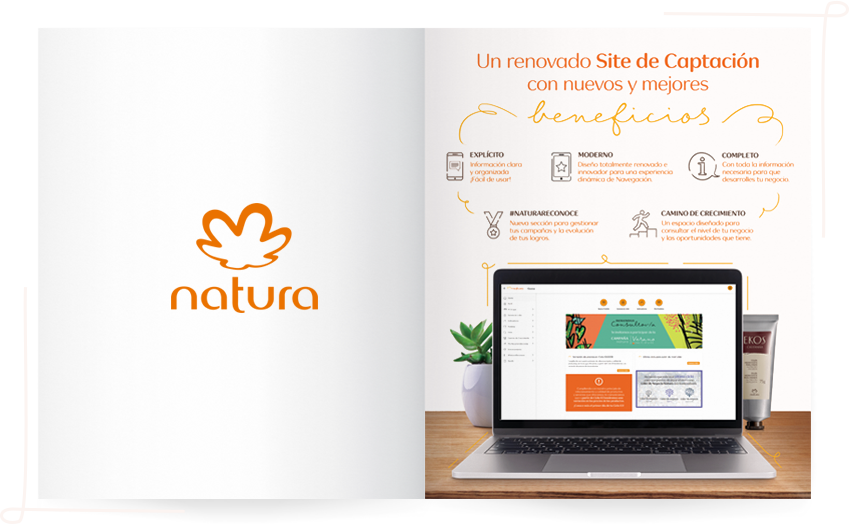 natura
Un renovado Site de Captación
con nuevos y mejores
beneficios
EXPLÍCITO
Información clara
y organizada
¡Fácil de usar!
MODERNO
Diseño totalmente renovado e
innovador para una experiencia
dinámica de Navegación.
COMPLETO
Con toda la información
necesaria para que
desarrolles tu negocio
#NATURARECONOCE
Nueva sección para gestionar
tus campañas y la evolución
de tus logros.
CAMINO DE CRECIMIENTO
Un espacio diseñado para
consultar el nivel de tu negocio
y las oportunidades que tiene.
Consultoría
EKOS